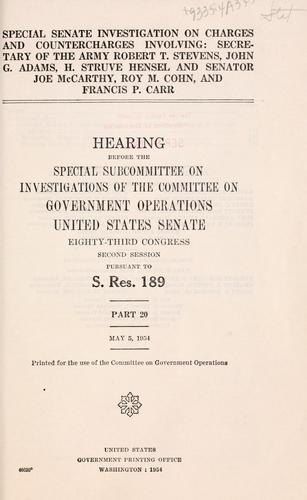 SPECIAL SENATE INVESTIGATION ON CHARGES
AND COUNTERCHARGES INVOLVING: SECRE-
TARY OF THE ARMY ROBERT T. STEVENS, JOHN
G. ADAMS, H. STRUVE HENSEL AND SENATOR
JOE McCARTHY, ROY M. COHN, AND
FRANCIS P. CARR
HEARING
BEFORE THE
SPECIAL SUBCOMMITTEE ON
INVESTIGATIONS OF THE COMMITTEE ON
GOVERNMENT OPERATIONS
UNITED STATES SENATE
EIGHTY-THIRD CONGRESS
SECOND SESSION
PURSUANT TO
S. Res. 189
PART 20
MAY 5, 1954
Printed for the use of the Committee on Government Operations
UNITED STATES
GOVERNMENT PRINTING OFFICE
46620° WASHINGTON : 1954